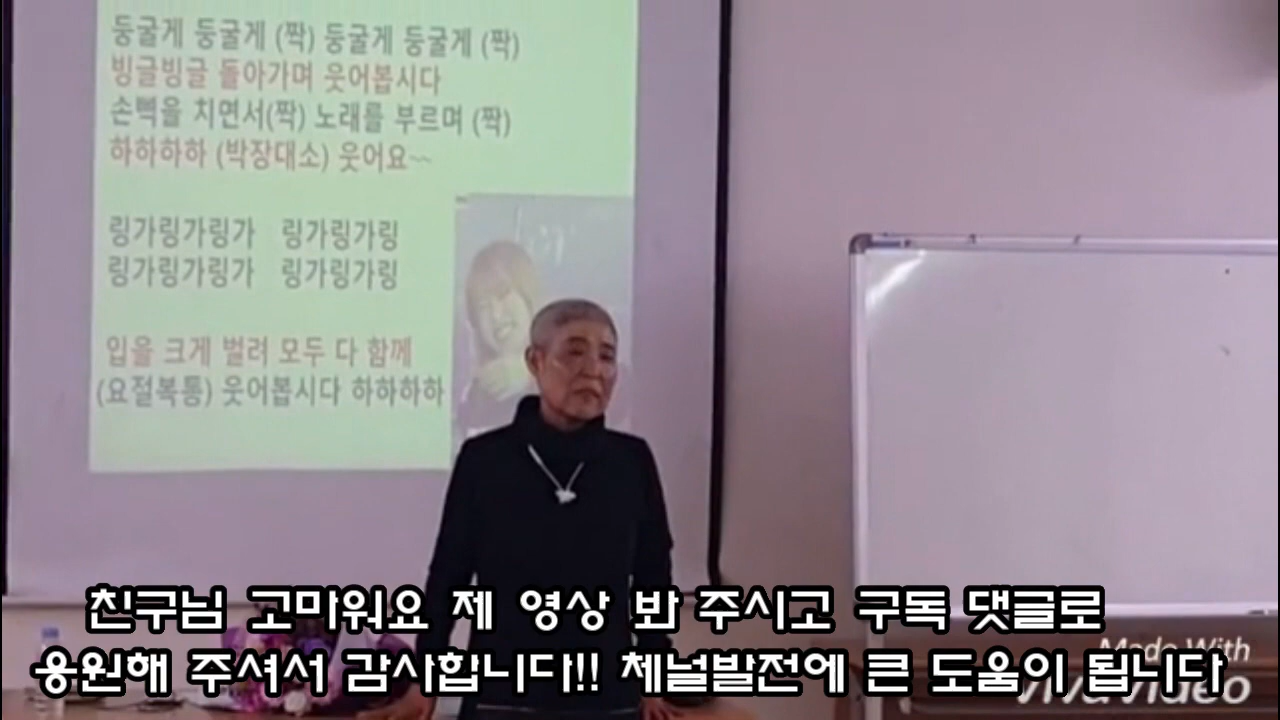 둥굴게 둥굴게 (짝) 둥굴게 둥굴게 (짝)
빙글빙글 돌아가며 웃어봅시다
손뼉을 치면서(짝) 노래를 부르며 (짝)
하하하하 (박장대소) 웃어요~~
링가링가링가 링가링가링
링가링가링가 링가링가링
입을 크게 벌려 모두 다 함께
(요절복통) 웃어봅시다 하하하하
친구님 고마워요 제 영상 봐 주시고 구독 댓글로
응원해 주셔서 감사합니다!! 체널발전에 큰 도움이 됩니다
Made With
VivaVideo